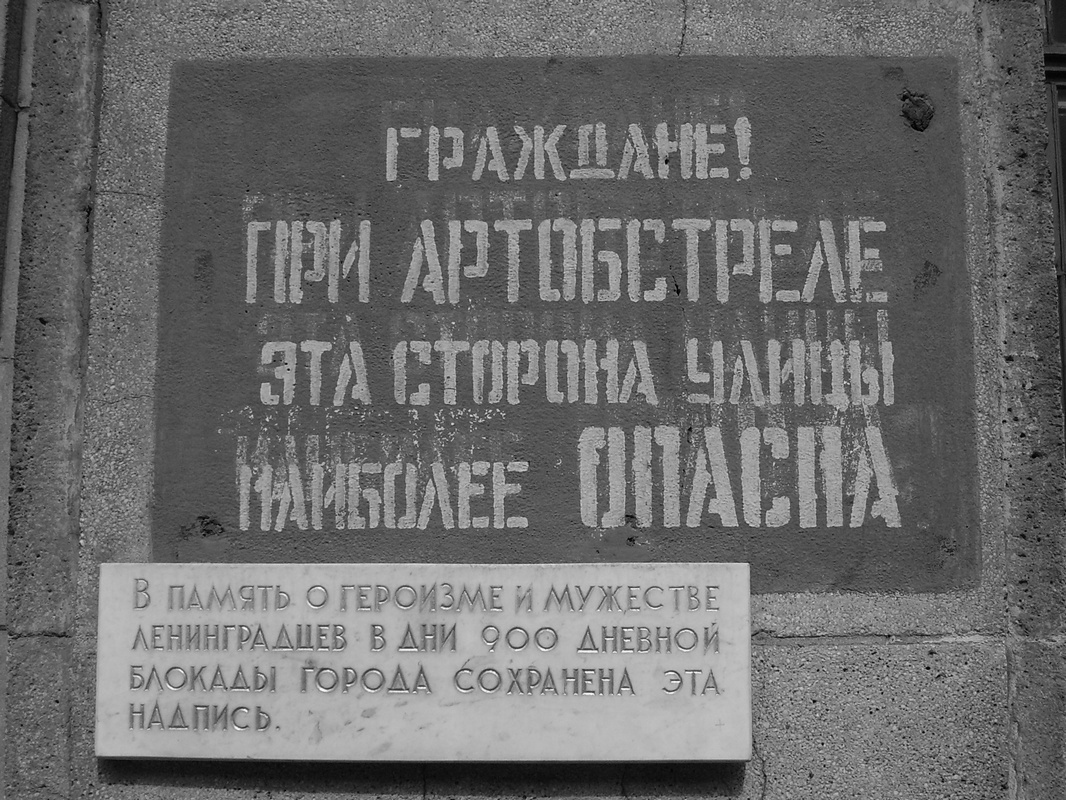 ГРАЖДАНЕ!
ПРИ АРТОБСТРЕЛЕ
ЭТА СТОРОНА УЛИЦЫ
НАИБОЛЕЕ ОПАСНА
В ПАМЯТЬ О ГЕРОИЗМЕ И МУЖЕСТВЕ
ЛЕНИНГРАДЦЕВ В ДНИ 900 ДНЕВНОЙ
БЛОКАДЫ ГОРОДА СОХРАНЕНА ЭТА
НАДПИСЬ.